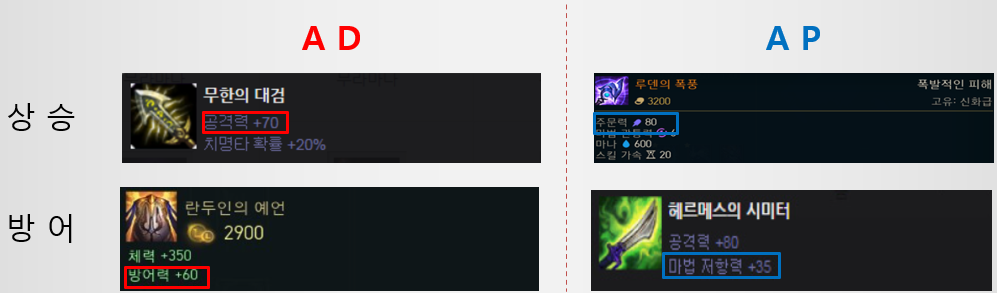 A D
A P
상 승
무한의 대검
공격력 +70
치명타 확률 +20%
루덴의 폭풍
3200
폭발적인 피해
고유: 신화급
주문력 80
마법 관통력 6
마나 600
스킬 가속 20
방 어
란두인의 예언
2900
체력 +350
방어력 +60
헤르메스의 시미터
공격력 +80
마법 저항력 +35